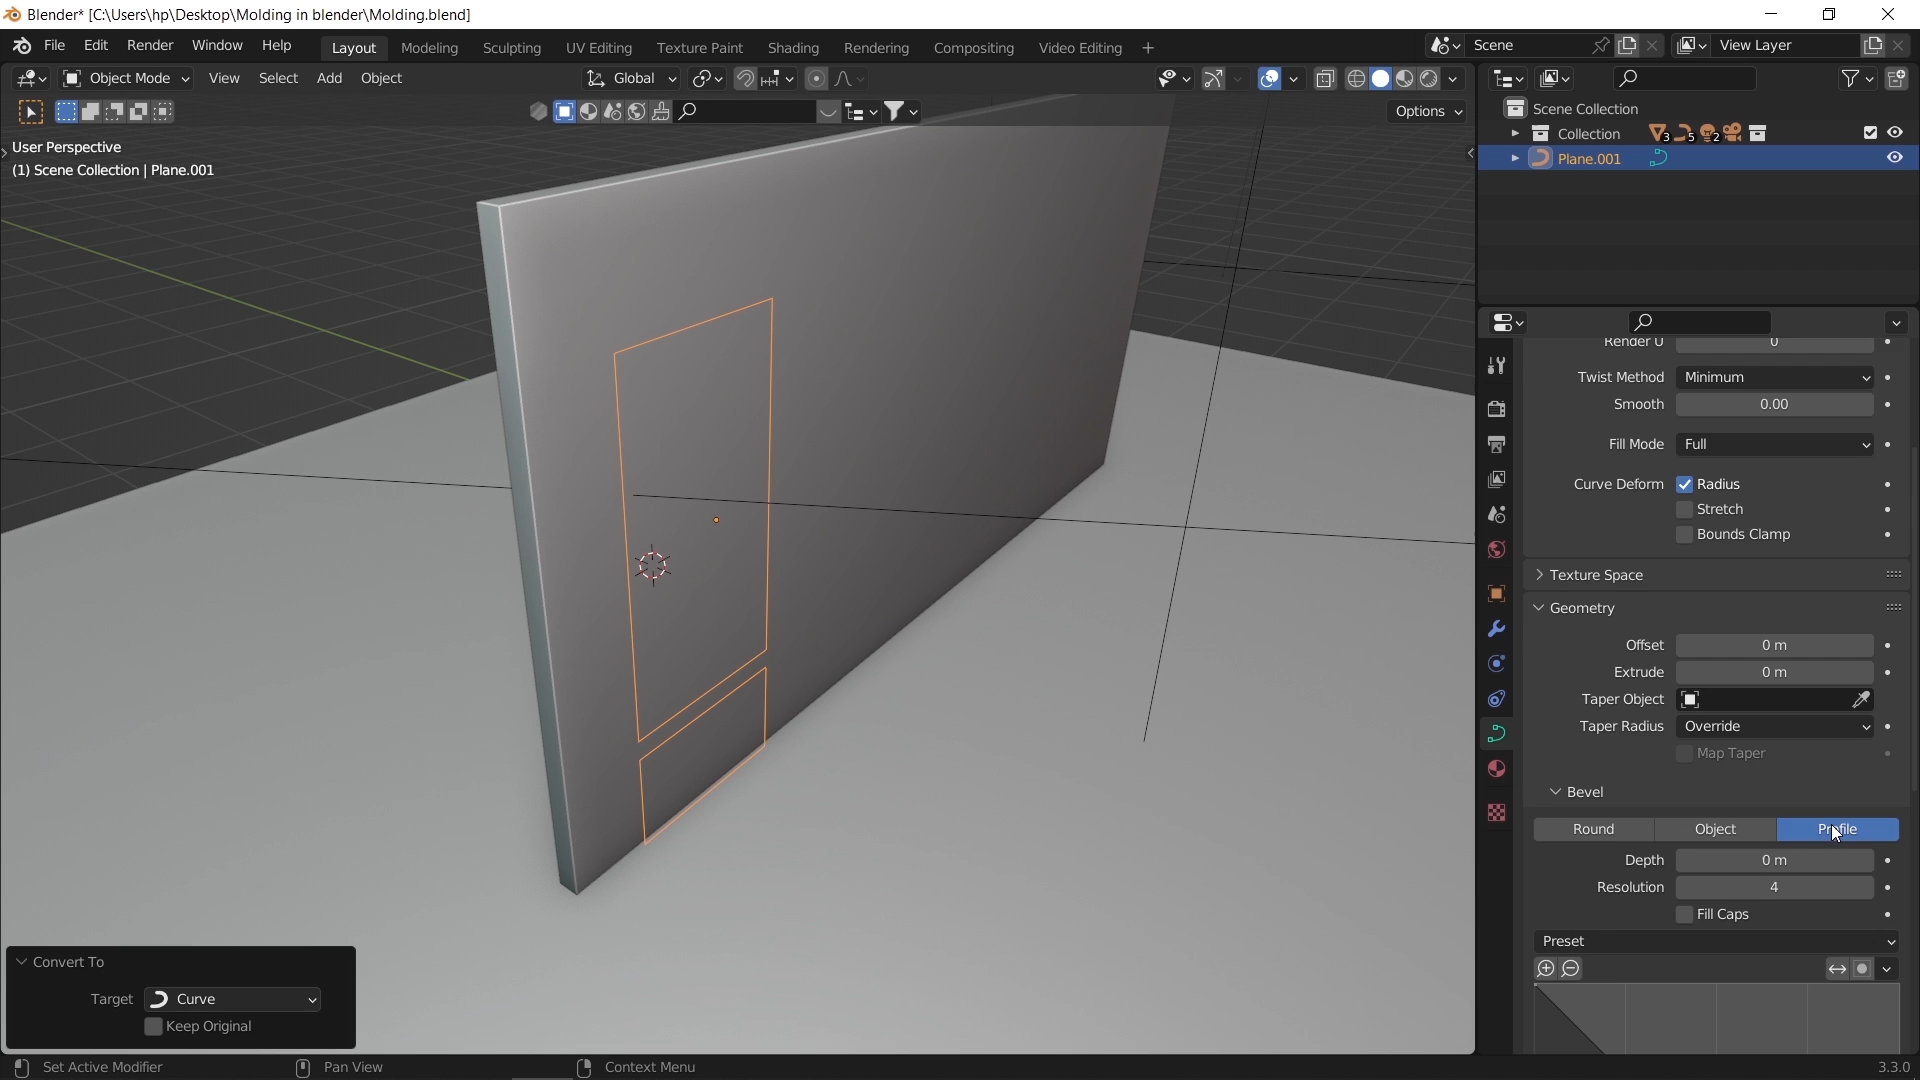 Blender* [C:\Users\hp\Desktop\Molding in blender\Molding.blend]
File Edit Render Window Help Layout Modeling Sculpting UV Editing Texture Paint Shading Rendering Compositing Video Editing + Scene View Layer
Object Mode View Select Add Object Global
Options
User Perspective
(1) Scene Collection | Plane.001
Scene Collection
Collection 3 5 2
Plane.001
Render U 0
Twist Method Minimum
Smooth 0.00
Fill Mode Full
Curve Deform Radius
Stretch
Bounds Clamp
Texture Space
Geometry
Offset 0 m
Extrude 0 m
Taper Object
Taper Radius Override
Map Taper
Bevel
Round Object Profile
Depth 0 m
Resolution 4
Fill Caps
Preset
Convert To
Target Curve
Keep Original
Set Active Modifier Pan View Context Menu 3.3.0